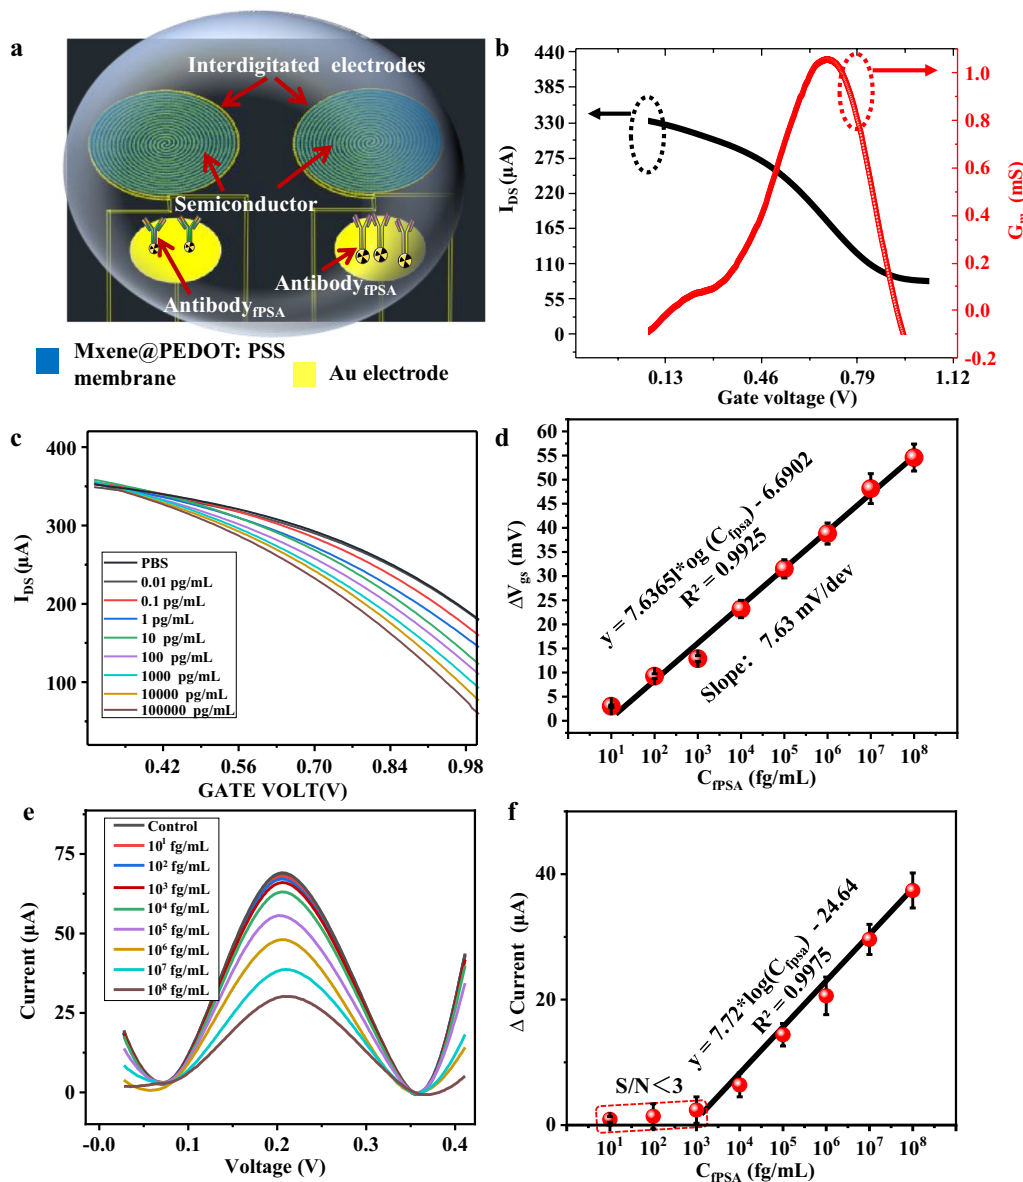 a
Interdigitated electrodes
Semiconductor
Antibody_fPSA
Antibody_fPSA
Mxene@PEDOT: PSS
membrane
Au electrode
b
440
385
330
275
220
165
110
55
0
I_DS (μA)
1.0
0.8
0.6
0.4
0.2
0.0
-0.2
G_m (mS)
0.13 0.46 0.79 1.12
Gate voltage (V)
c
400
300
200
100
I_DS (μA)
PBS
0.01 pg/mL
0.1 pg/mL
1 pg/mL
10 pg/mL
100 pg/mL
1000 pg/mL
10000 pg/mL
100000 pg/mL
0.42 0.56 0.70 0.84 0.98
GATE VOLT(V)
d
60
55
50
45
40
35
30
25
20
15
10
5
0
ΔV_gs (mV)
y = 7.6365l*og (C_fpsa) - 6.6902
R² = 0.9925
Slope: 7.63 mV/dev
10¹ 10² 10³ 10⁴ 10⁵ 10⁶ 10⁷ 10⁸
C_fPSA (fg/mL)
e
75
50
25
0
Current (μA)
Control
10¹ fg/mL
10² fg/mL
10³ fg/mL
10⁴ fg/mL
10⁵ fg/mL
10⁶ fg/mL
10⁷ fg/mL
10⁸ fg/mL
-0.0 0.1 0.2 0.3 0.4
Voltage (V)
f
40
20
0
Δ Current (μA)
y = 7.72*log(C_fpsa) - 24.64
R² = 0.9975
S/N<3
10¹ 10² 10³ 10⁴ 10⁵ 10⁶ 10⁷ 10⁸
C_fPSA (fg/mL)